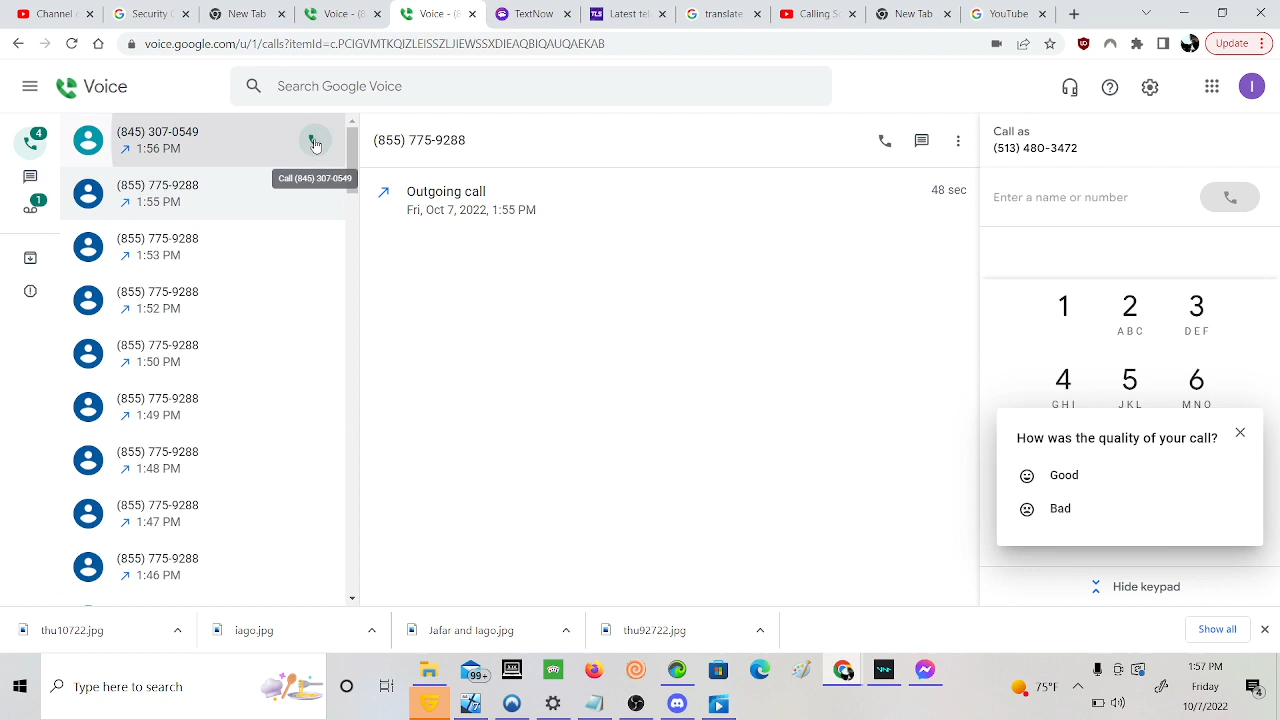 Channel c
Security C
New Tab
Voice - (8
Voice - (8
TextNow
Latest tel
translate
Calling Sc
New Tab
YouTube
voice.google.com/u/1/calls?itemId=c.PCIGVMTKQIZLEISSZLJIEWSSXDIEAQBIQAUQAEKAB
Update
Voice
Search Google Voice
4
1
(845) 307-0549
1:56 PM
Call (845) 307-0549
(855) 775-9288
1:55 PM
(855) 775-9288
1:53 PM
(855) 775-9288
1:52 PM
(855) 775-9288
1:50 PM
(855) 775-9288
1:49 PM
(855) 775-9288
1:48 PM
(855) 775-9288
1:47 PM
(855) 775-9288
1:46 PM
(855) 775-9288
Outgoing call
48 sec
Fri, Oct 7, 2022, 1:55 PM
I
Call as
(513) 480-3472
Enter a name or number
1 2 3
ABC DEF
4 5 6
GHI JKL MNO
How was the quality of your call?
Good
Bad
Hide keypad
thu10722.jpg
iago.jpg
Jafar and Iago.jpg
thu92722.jpg
Show all
Type here to search
99+
75°F
1:57 PM
Friday
10/7/2022
4